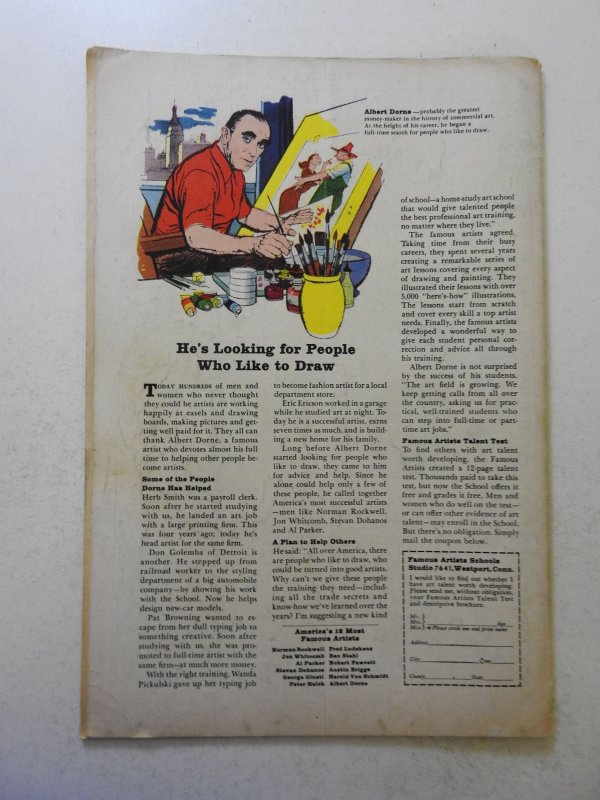 Albert Dorne—probably the greatest
money-maker in the history of commercial art.
At the height of his career, he began a
full-time search for people who like to draw.
He's Looking for People
Who Like to Draw
TODAY HUNDREDS of men and
women who never thought
they could be artists are working
happily at easels and drawing
boards, making pictures and get-
ting well paid for it. They all can
thank Albert Dorne, a famous
artist who devotes almost his full
time to helping other people be-
come artists.
Some of the People
Dorne Has Helped
Herb Smith was a payroll clerk.
Soon after he started studying
with us, he landed an art job
with a large printing firm. This
was four years ago: today he's
head artist for the same firm.
Don Golemba of Detroit is
another. He stepped up from
railroad worker to the styling
department of a big automobile
company—by showing his work
with the School. Now he helps
design new-car models.
Pat Browning wanted to es-
cape from her dull typing job to
something creative. Soon after
studying with us, she was pro-
moted to full-time artist with the
same firm—at much more money.
With the right training, Wanda
Pickulski gave up her typing job
to become fashion artist for a local
department store.
Eric Ericson worked in a garage
while he studied art at night. To-
day he is a successful artist, earns
seven times as much, and is build-
ing a new home for his family.
Long before Albert Dorne
started looking for people who
like to draw, they came to him
for advice and help. Since he
alone could help only a few of
these people, he called together
America's most successful artists
—men like Norman Rockwell,
Jon Whitcomb, Stevan Dohanos
and Al Parker.
A Plan to Help Others
He said: "All over America, there
are people who like to draw, who
could be turned into good artists.
Why can't we give these people
the training they need—includ-
ing all the trade secrets and
know-how we've learned over the
years? I'm suggesting a new kind
America's 12 Most
Famous Artists
Norman Rockwell Fred Ludekens
Jon Whitcomb Ben Stahl
Al Parker Robert Fawcett
Stevan Dohanos Austin Briggs
George Giusti Harold Von Schmidt
Peter Helck Albert Dorne
of school—a home-study art school
that would give talented people
the best professional art training,
no matter where they live."
The famous artists agreed.
Taking time from their busy
careers, they spent several years
creating a remarkable series of
art lessons covering every aspect
of drawing and painting. They
illustrated their lessons with over
5,000 "here's-how" illustrations.
The lessons start from scratch
and cover every skill a top artist
needs. Finally, the famous artists
developed a wonderful way to
give each student personal cor-
rection and advice all through
his training.
Albert Dorne is not surprised
by the success of his students.
"The art field is growing. We
keep getting calls from all over
the country, asking us for prac-
tical, well-trained students who
can step into full-time or part-
time art jobs."
Famous Artists Talent Test
To find others with art talent
worth developing, the Famous
Artists created a 12-page talent
test. Thousands paid to take this
test, but now the School offers it
free and grades it free. Men and
women who do well on the test—
or can offer other evidence of art
talent—may enroll in the School.
But there's no obligation. Simply
mail the coupon below.
Famous Artists Schools
Studio 7641, Westport, Conn.
I would like to find out whether I
have art talent worth developing.
Please send me, without obligation,
your Famous Artists Talent Test
and descriptive brochure.
Mr.
Mrs. Age
Miss Please circle one and print name
Address
City Zone
County State